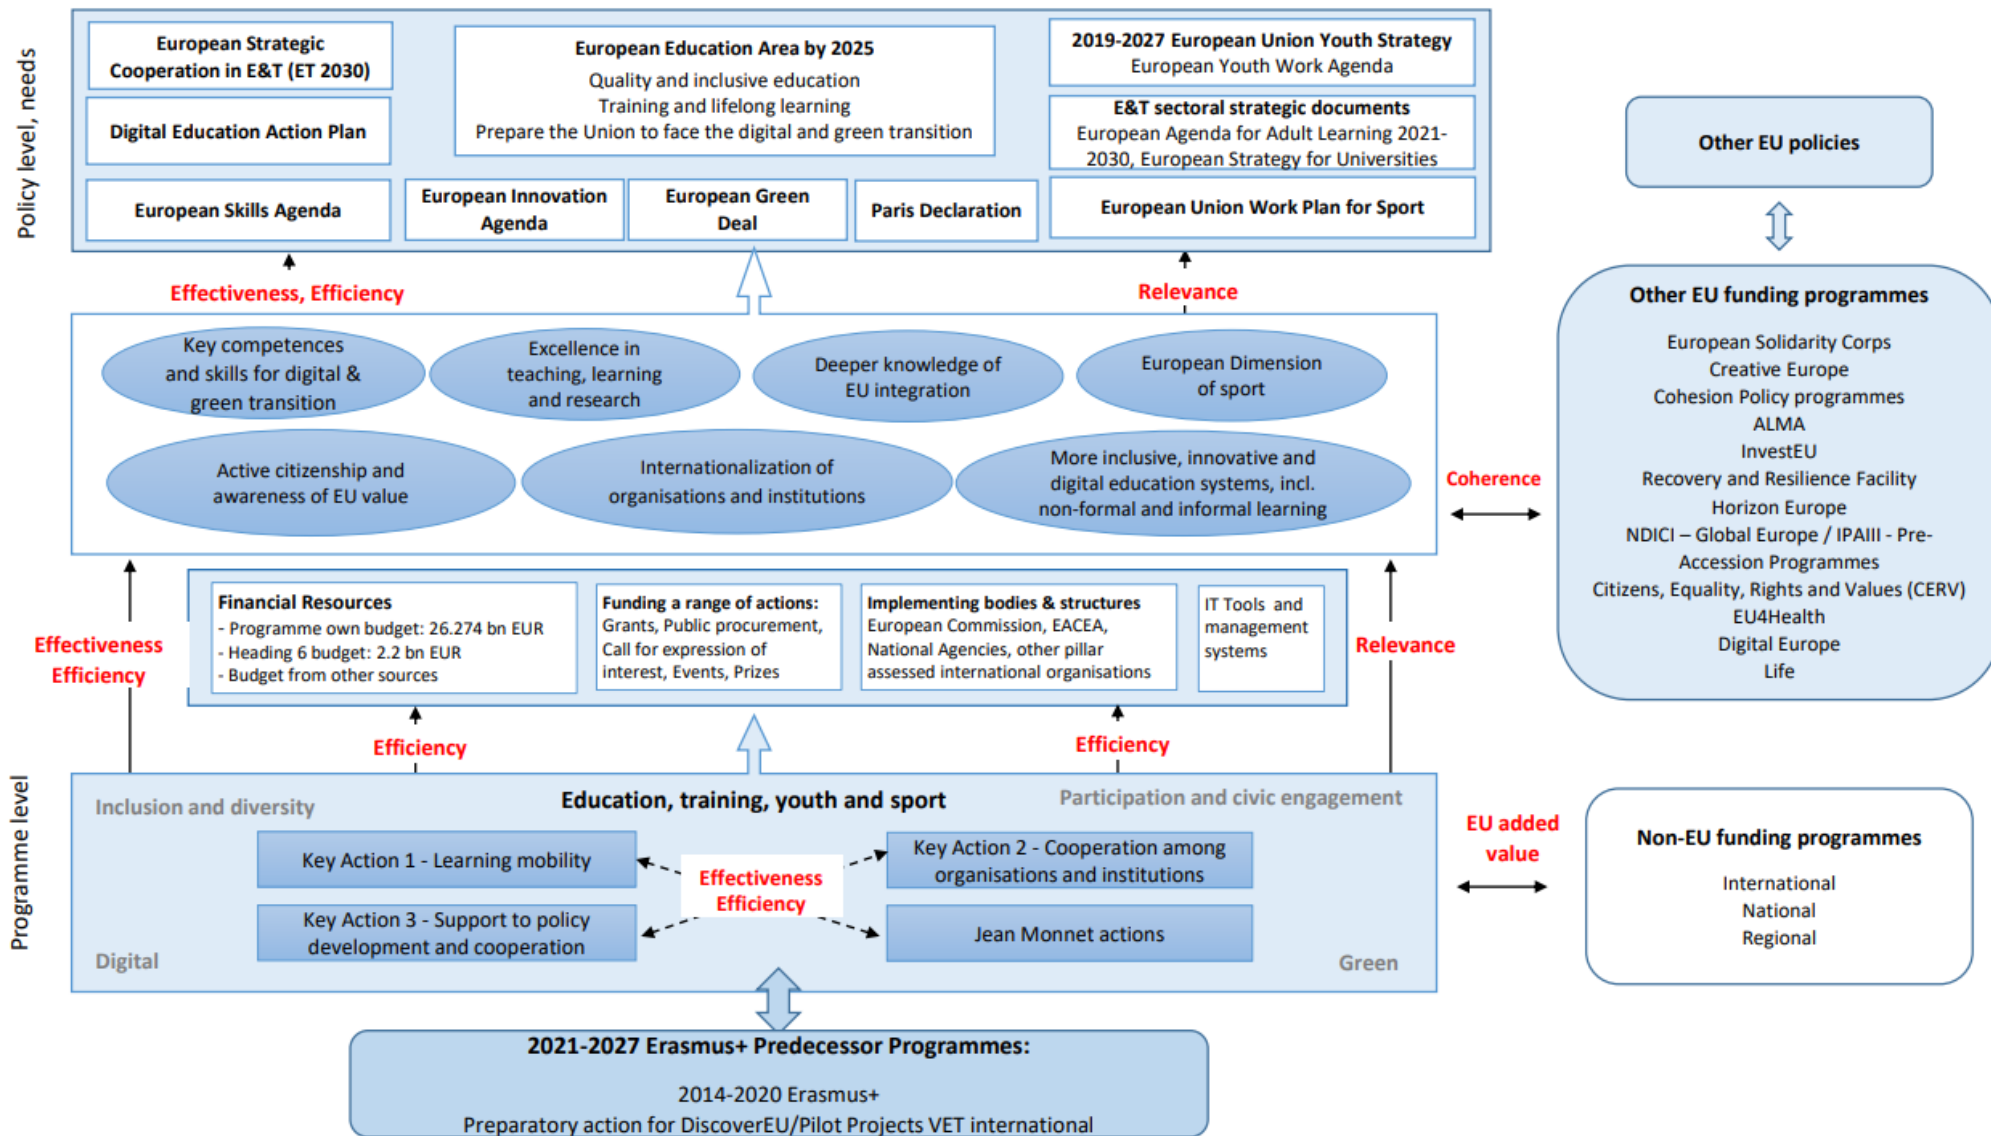 Policy level, needs
European Strategic
Cooperation in E&T (ET 2030)
Digital Education Action Plan
European Skills Agenda
European Education Area by 2025
Quality and inclusive education
Training and lifelong learning
Prepare the Union to face the digital and green transition
European Innovation
Agenda
European Green
Deal
Paris Declaration
2019-2027 European Union Youth Strategy
European Youth Work Agenda
E&T sectoral strategic documents
European Agenda for Adult Learning 2021-
2030, European Strategy for Universities
European Union Work Plan for Sport
Other EU policies
Effectiveness, Efficiency
Relevance
Key competences
and skills for digital &
green transition
Excellence in
teaching, learning
and research
Deeper knowledge of
EU integration
European Dimension
of sport
Active citizenship and
awareness of EU value
Internationalization of
organisations and institutions
More inclusive, innovative and
digital education systems, incl.
non-formal and informal learning
Coherence
Other EU funding programmes
European Solidarity Corps
Creative Europe
Cohesion Policy programmes
ALMA
InvestEU
Recovery and Resilience Facility
Horizon Europe
NDICI – Global Europe / IPAIII - Pre-
Accession Programmes
Citizens, Equality, Rights and Values (CERV)
EU4Health
Digital Europe
Life
Effectiveness
Efficiency
Financial Resources
- Programme own budget: 26.274 bn EUR
- Heading 6 budget: 2.2 bn EUR
- Budget from other sources
Funding a range of actions:
Grants, Public procurement,
Call for expression of
interest, Events, Prizes
Implementing bodies & structures
European Commission, EACEA,
National Agencies, other pillar
assessed international organisations
IT Tools and
management
systems
Relevance
Efficiency
Efficiency
Programme level
Inclusion and diversity
Education, training, youth and sport
Participation and civic engagement
Key Action 1 - Learning mobility
Key Action 2 - Cooperation among
organisations and institutions
Effectiveness
Efficiency
Key Action 3 - Support to policy
development and cooperation
Jean Monnet actions
Digital
Green
EU added
value
Non-EU funding programmes
International
National
Regional
2021-2027 Erasmus+ Predecessor Programmes:
2014-2020 Erasmus+
Preparatory action for DiscoverEU/Pilot Projects VET international